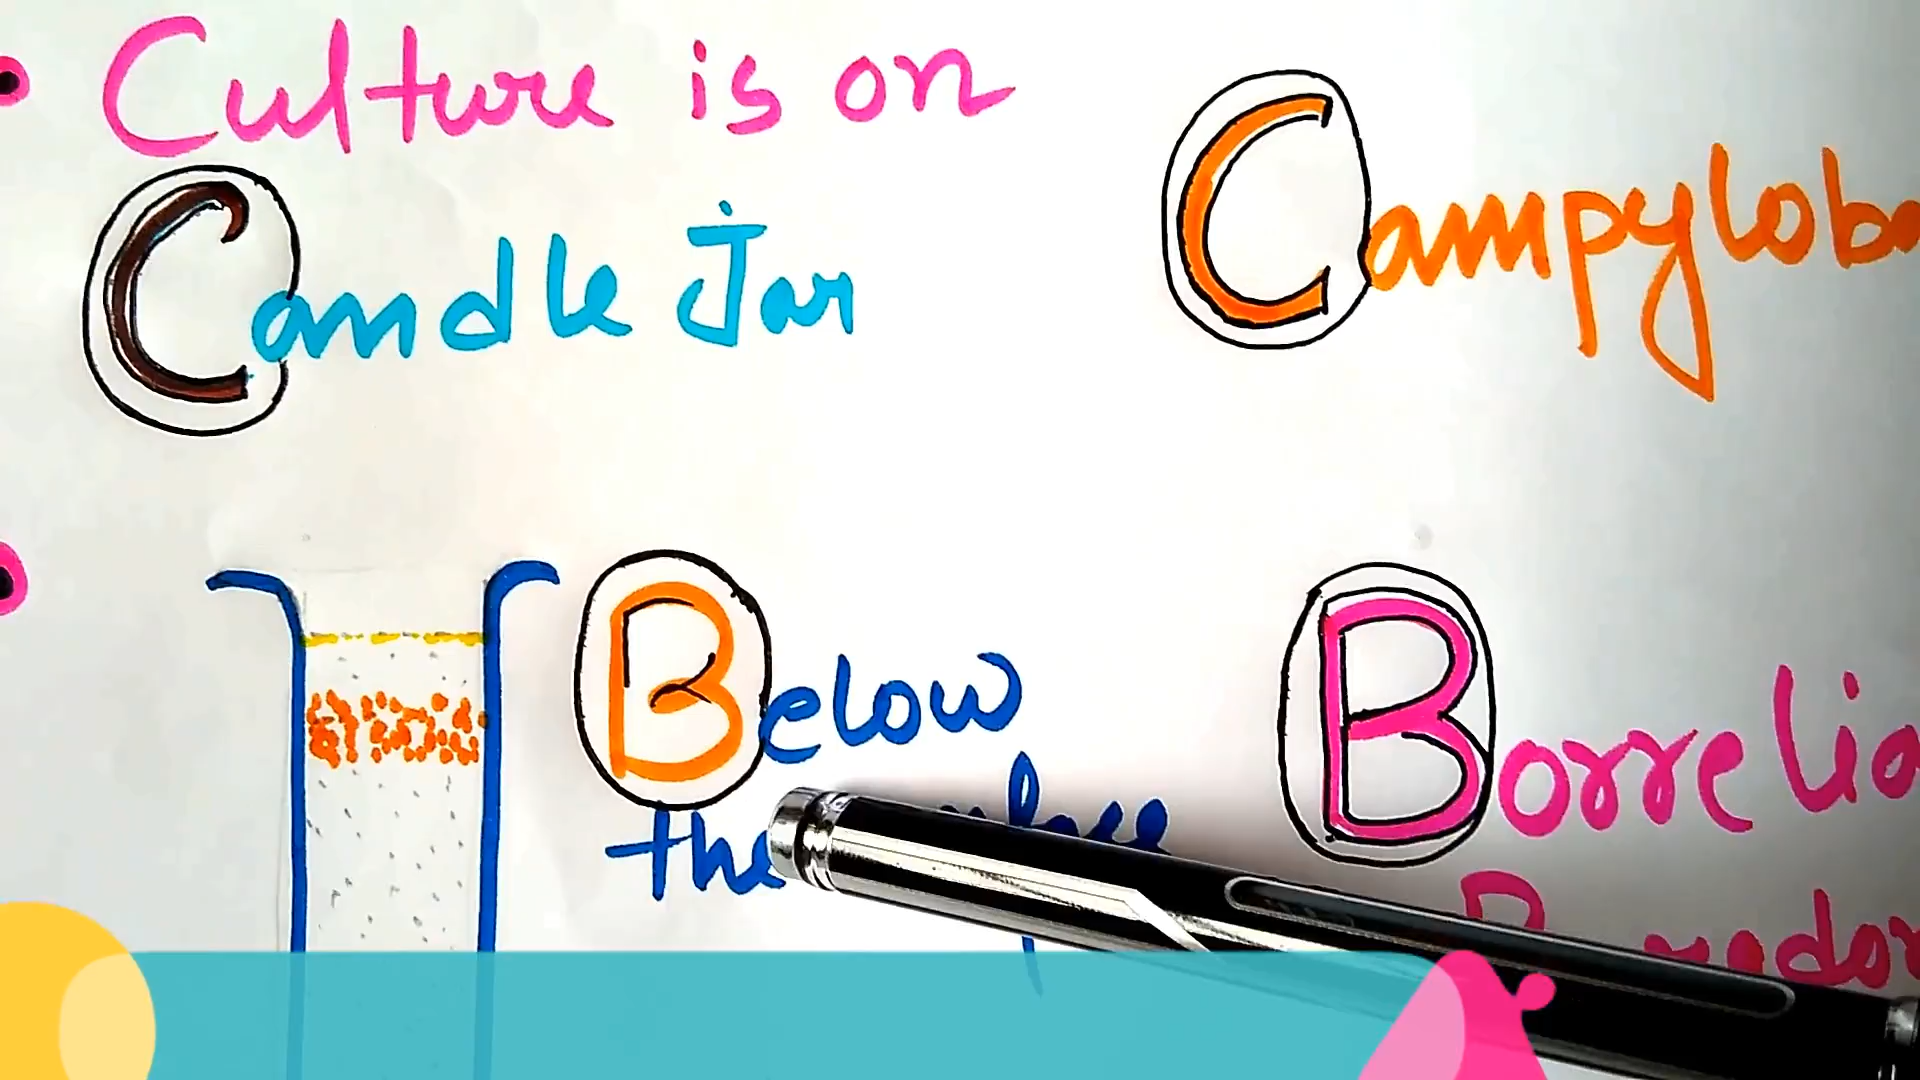 Culture is on
Candle Jar
Campylob
Below
the
Borrelia